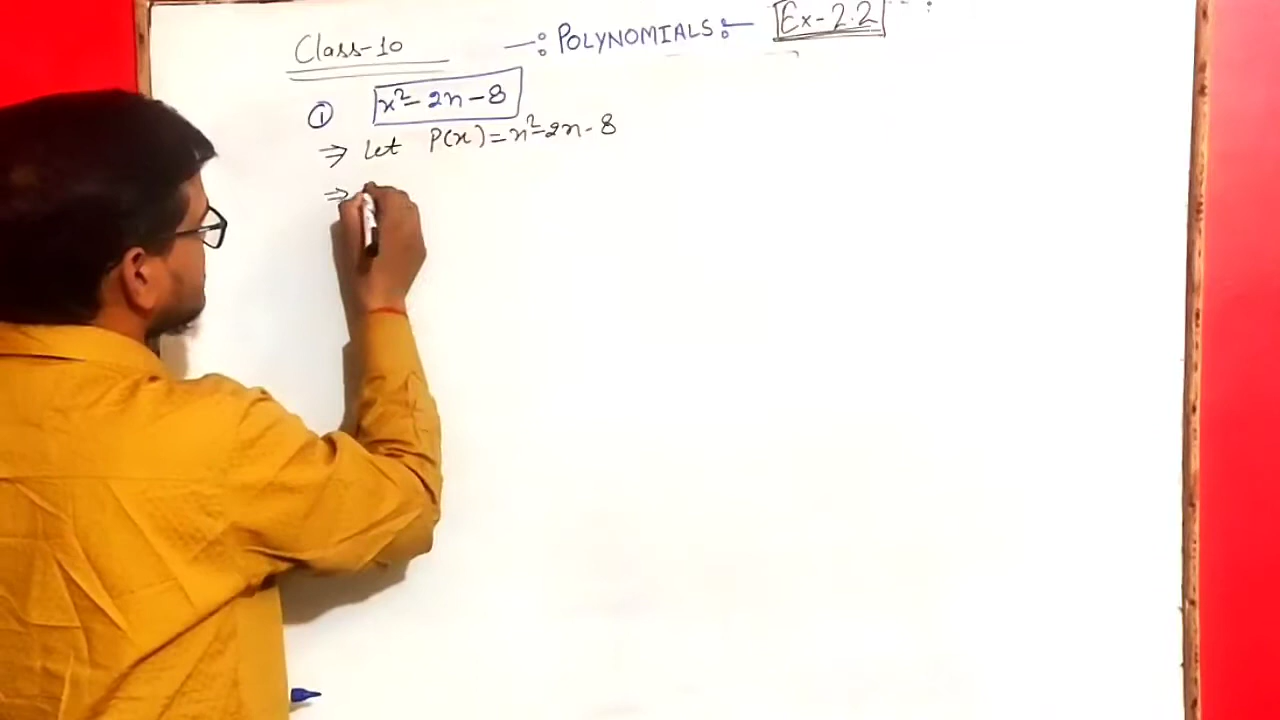 Class-10 —: POLYNOMIALS :— Ex-2.2
① x²-2x-8
⇒ Let P(x)=x²-2x-8
⇒